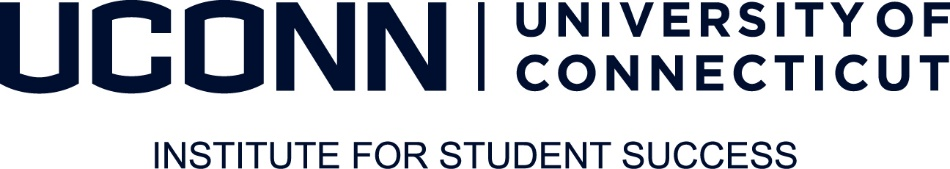 UCONN
UNIVERSITY OF
CONNECTICUT
INSTITUTE FOR STUDENT SUCCESS